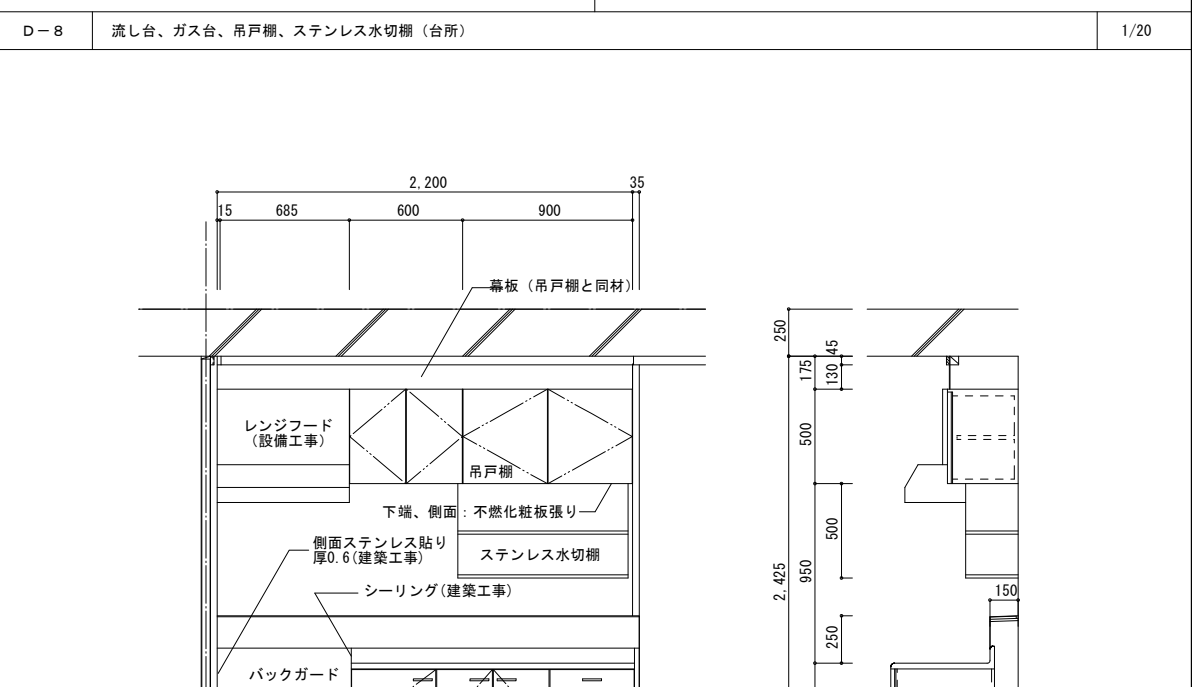 D－8
流し台、ガス台、吊戸棚、ステンレス水切棚（台所）
1/20
2,200
35
15
685
600
900
幕板（吊戸棚と同材）
250
45
175
130
レンジフード
（設備工事）
500
吊戸棚
下端、側面：不燃化粧板張り
500
側面ステンレス貼り
厚0.6(建築工事)
ステンレス水切棚
950
2,425
シーリング(建築工事)
150
250
バックガード